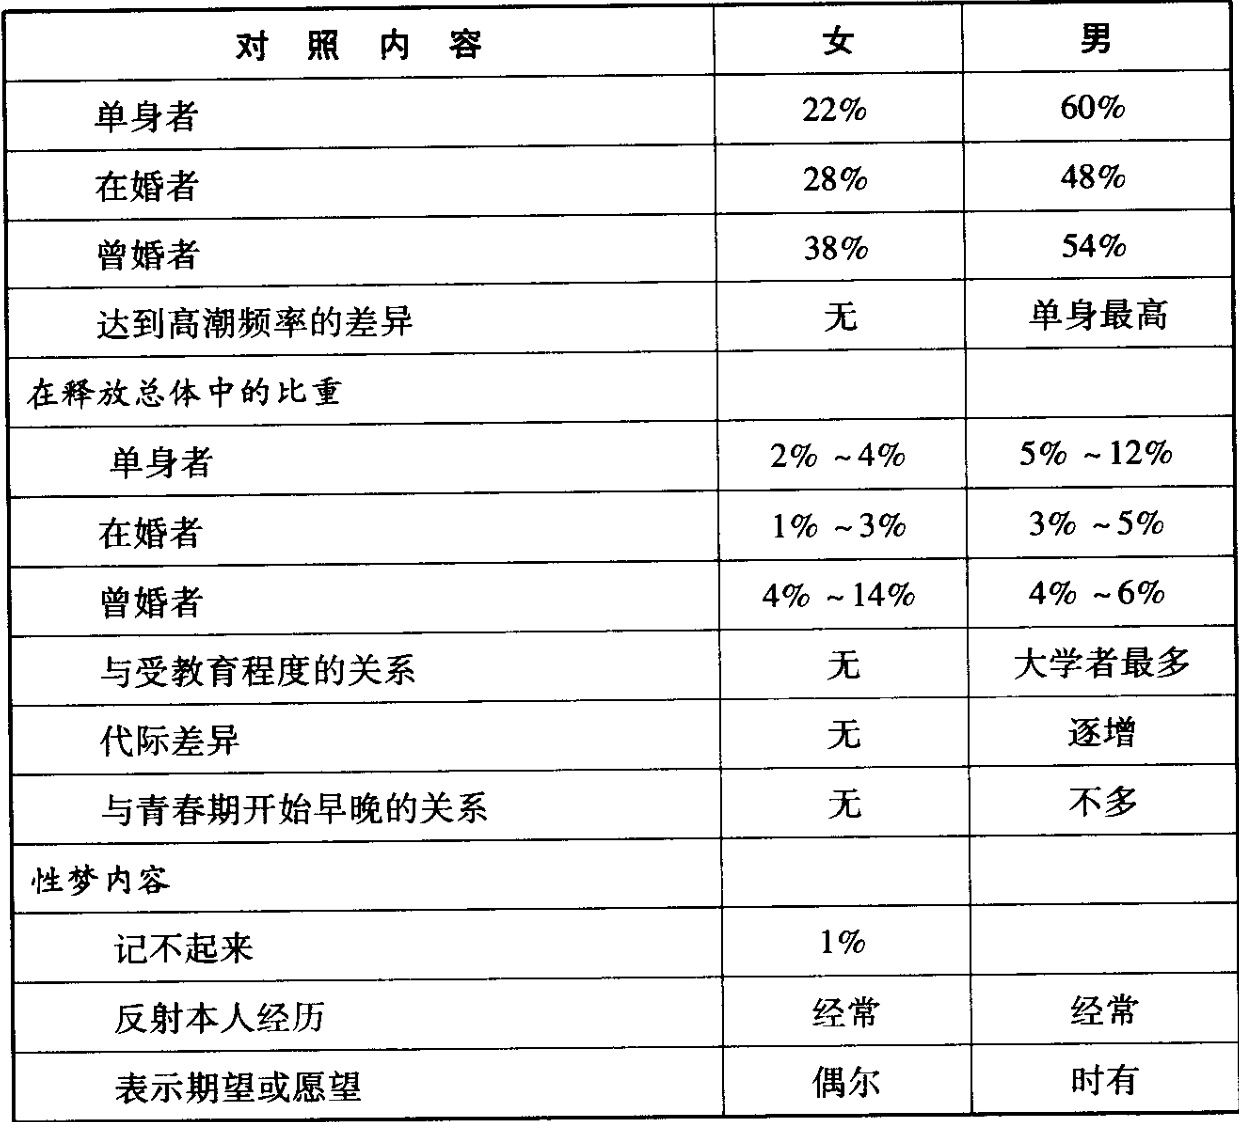 对照内容 女 男
单身者 22% 60%
在婚者 28% 48%
曾婚者 38% 54%
达到高潮频率的差异 无 单身最高
在释放总体中的比重
单身者 2%~4% 5%~12%
在婚者 1%~3% 3%~5%
曾婚者 4%~14% 4%~6%
与受教育程度的关系 无 大学者最多
代际差异 无 逐增
与青春期开始早晚的关系 无 不多
性梦内容
记不起来 1%
反射本人经历 经常 经常
表示期望或愿望 偶尔 时有